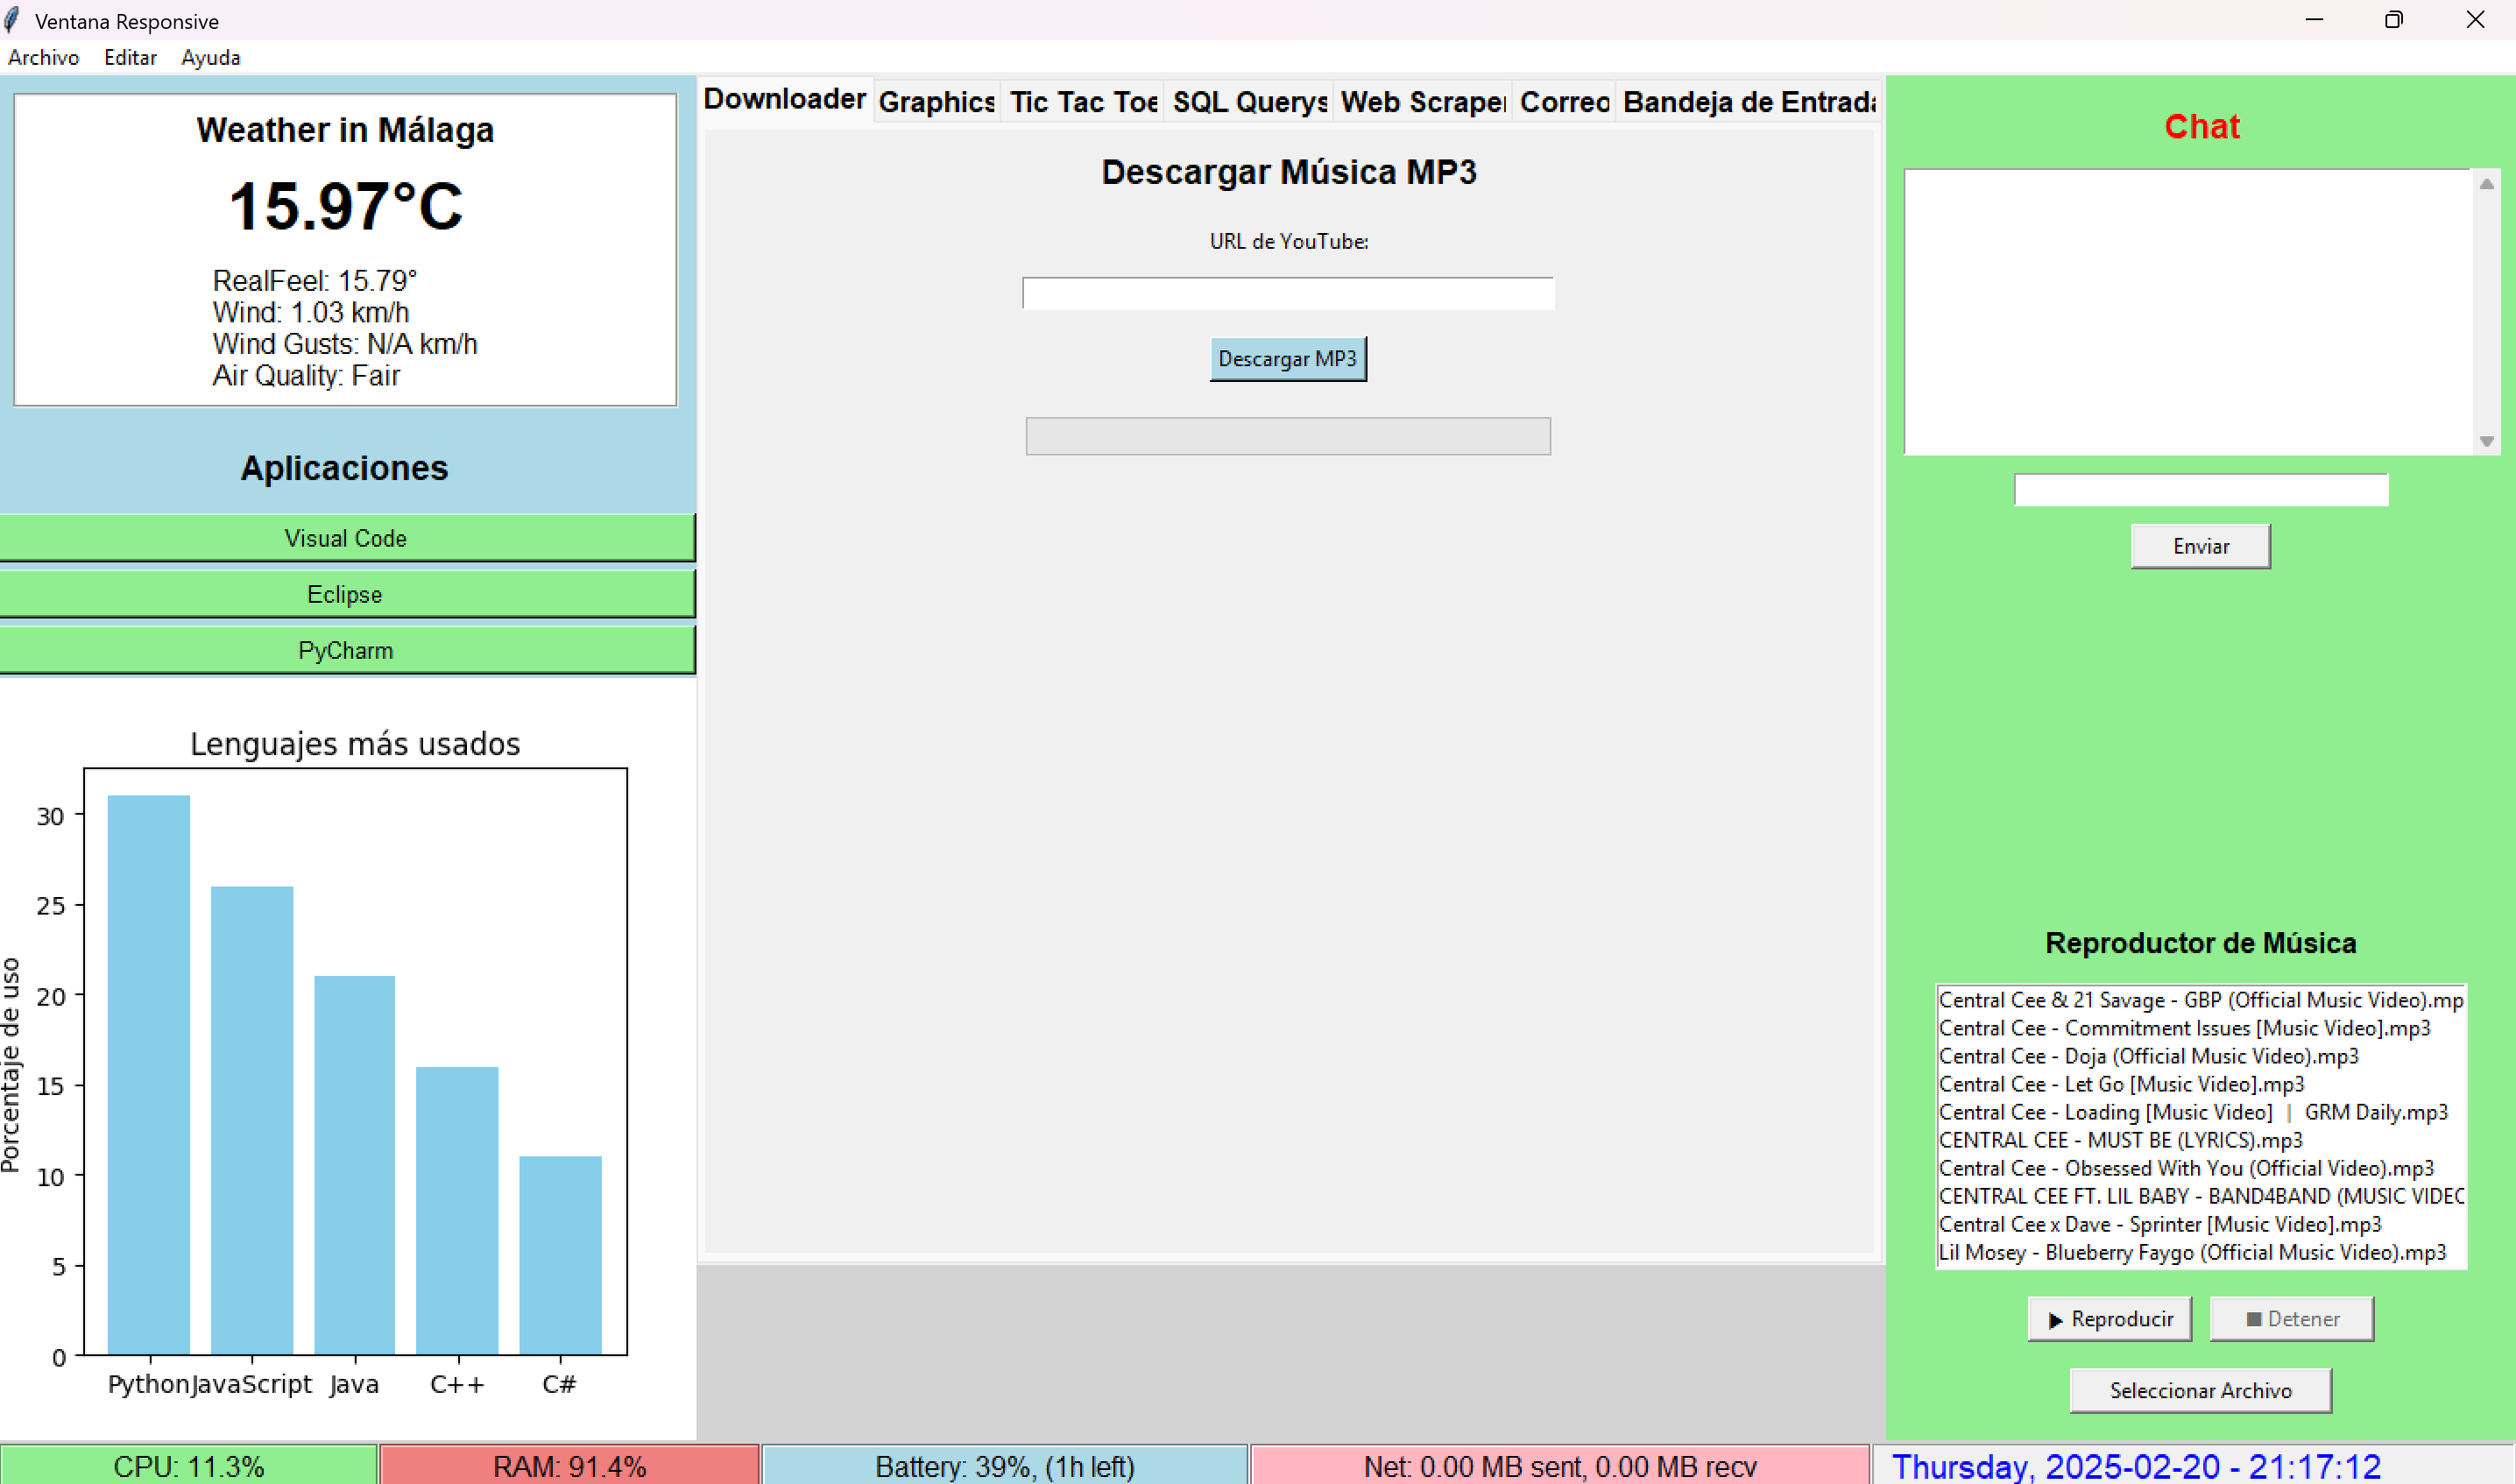 Ventana Responsive
Archivo Editar Ayuda
Weather in Málaga
15.97°C
RealFeel: 15.79°
Wind: 1.03 km/h
Wind Gusts: N/A km/h
Air Quality: Fair
Aplicaciones
Visual Code
Eclipse
PyCharm
Lenguajes más usados
Porcentaje de uso
30
25
20
15
10
5
0
Python JavaScript Java C++ C#
Downloader Graphics Tic Tac Toe SQL Querys Web Scraper Correo Bandeja de Entrada
Descargar Música MP3
URL de YouTube:
Descargar MP3
Chat
Enviar
Reproductor de Música
Central Cee & 21 Savage - GBP (Official Music Video).mp
Central Cee - Commitment Issues [Music Video].mp3
Central Cee - Doja (Official Music Video).mp3
Central Cee - Let Go [Music Video].mp3
Central Cee - Loading [Music Video] | GRM Daily.mp3
CENTRAL CEE - MUST BE (LYRICS).mp3
Central Cee - Obsessed With You (Official Video).mp3
CENTRAL CEE FT. LIL BABY - BAND4BAND (MUSIC VIDEO
Central Cee x Dave - Sprinter [Music Video].mp3
Lil Mosey - Blueberry Faygo (Official Music Video).mp3
▶ Reproducir ■ Detener
Seleccionar Archivo
CPU: 11.3% RAM: 91.4% Battery: 39%, (1h left) Net: 0.00 MB sent, 0.00 MB recv Thursday, 2025-02-20 - 21:17:12